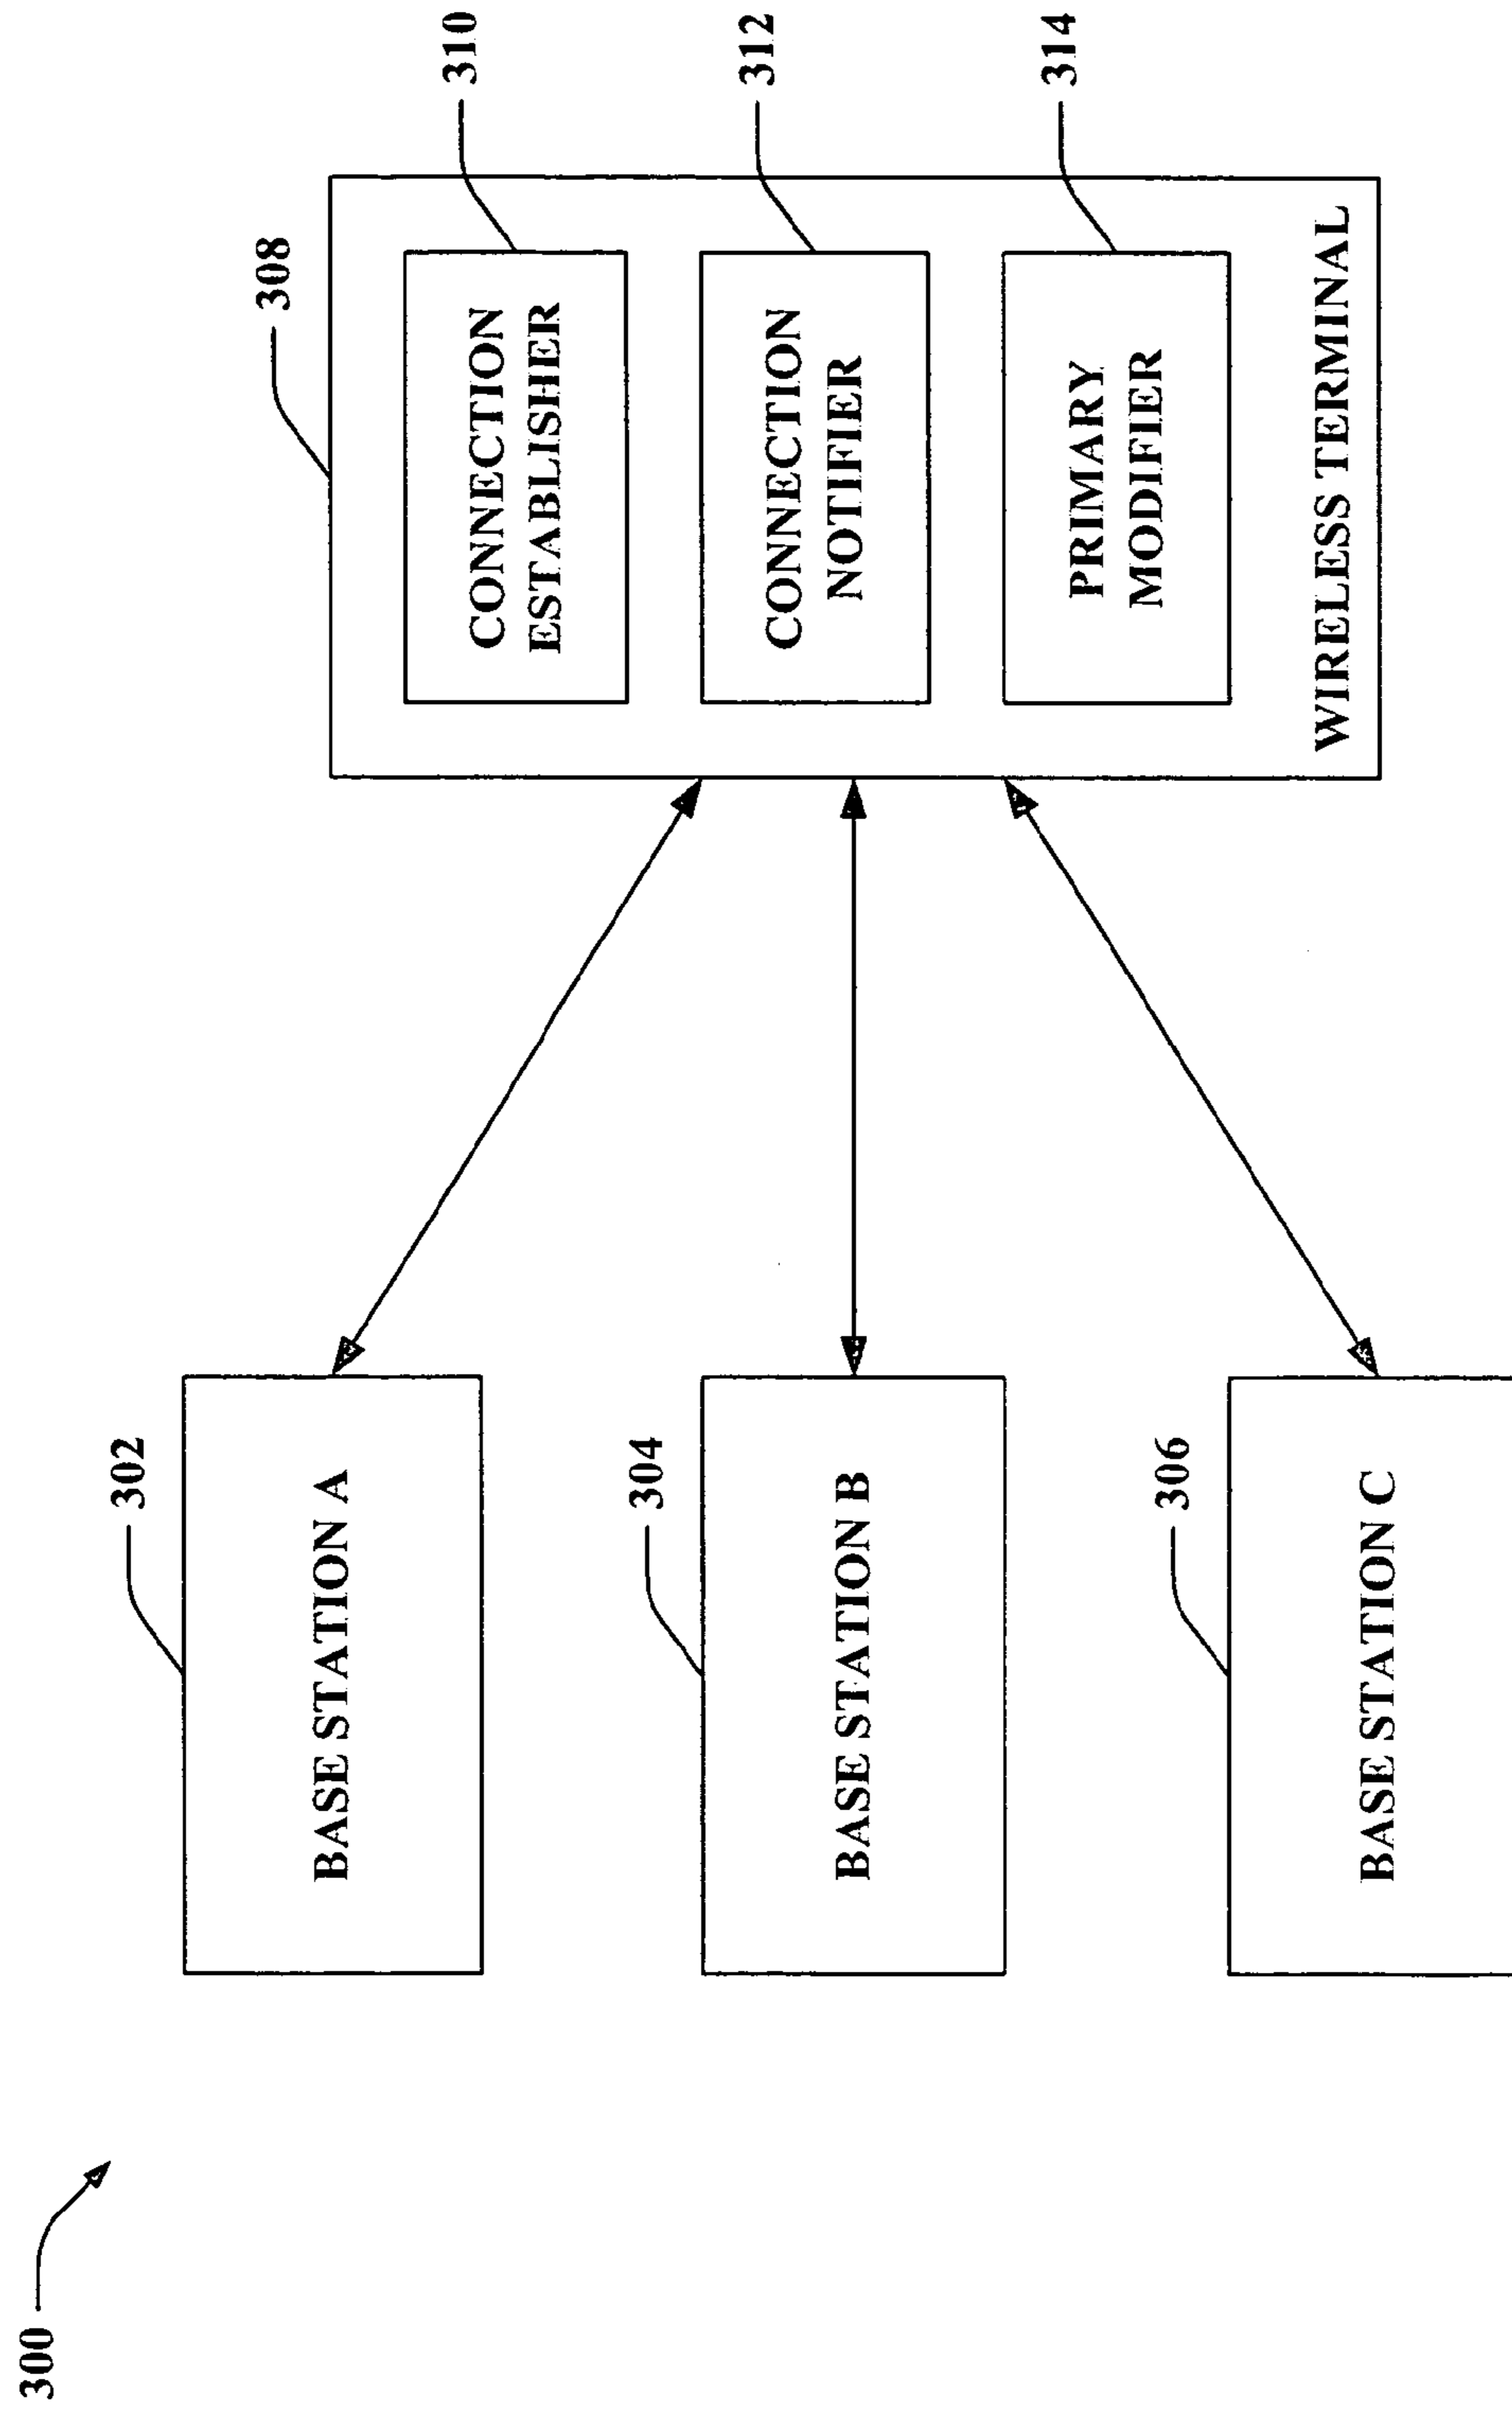 300
302
BASE STATION A
304
BASE STATION B
306
BASE STATION C
308
310
CONNECTION
ESTABLISHER
312
CONNECTION
NOTIFIER
314
PRIMARY
MODIFIER
WIRELESS TERMINAL